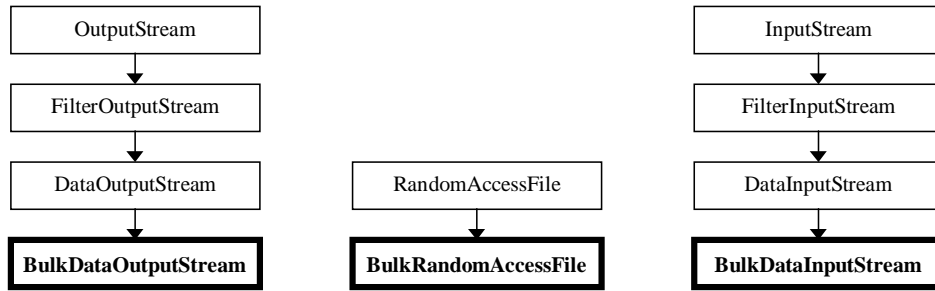 OutputStream
InputStream
FilterOutputStream
FilterInputStream
DataOutputStream
RandomAccessFile
DataInputStream
BulkDataOutputStream
BulkRandomAccessFile
BulkDataInputStream